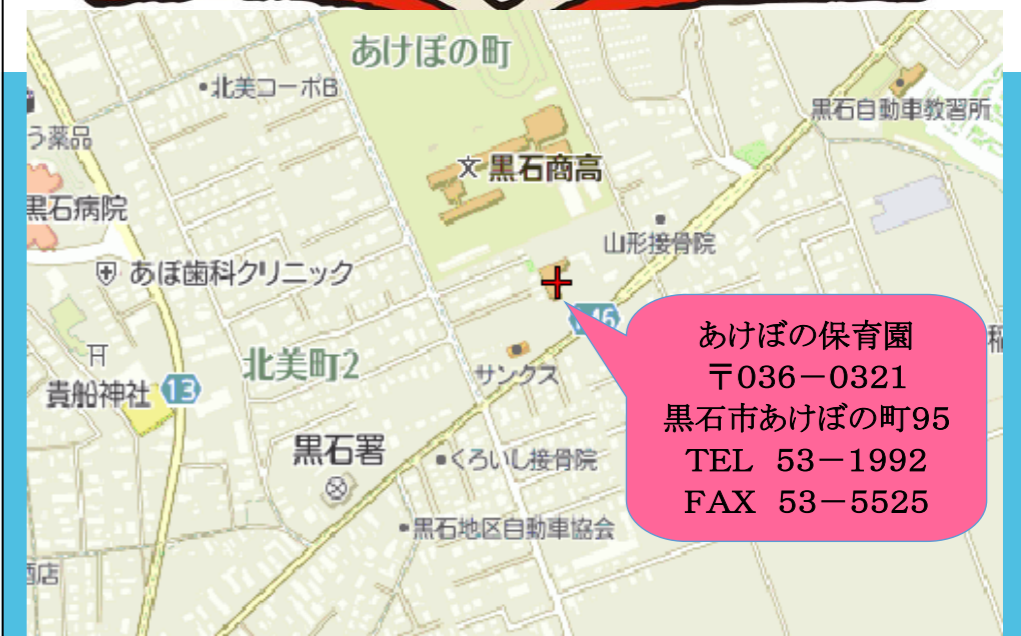 あけぼの町
北美コーポB
黒石自動車教習所
う薬品
黒石商高
黒石病院
山形接骨院
あぼ歯科クリニック
146
あけぼの保育園
〒036－0321
黒石市あけぼの町95
TEL 53－1992
FAX 53－5525
稲
北美町2
サンクス
貴船神社
13
黒石署
くろいし接骨院
黒石地区自動車協会
酒店